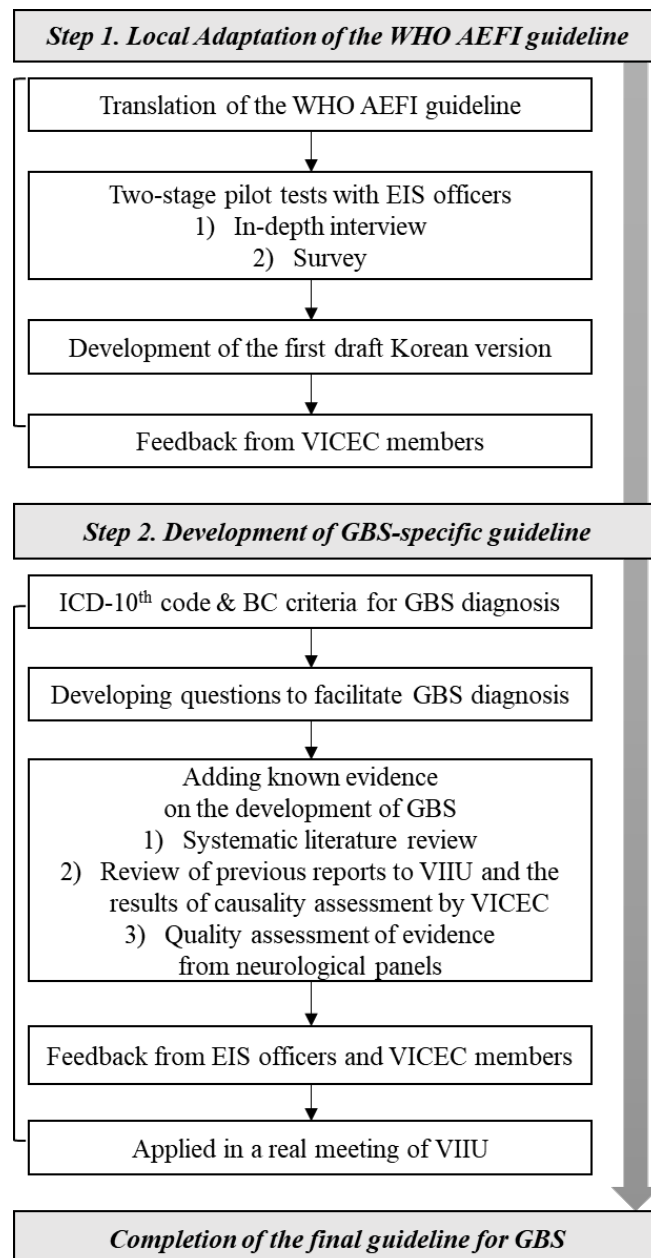 Step 1. Local Adaptation of the WHO AEFI guideline
Translation of the WHO AEFI guideline
Two-stage pilot tests with EIS officers
1) In-depth interview
2) Survey
Development of the first draft Korean version
Feedback from VICEC members
Step 2. Development of GBS-specific guideline
ICD-10th code & BC criteria for GBS diagnosis
Developing questions to facilitate GBS diagnosis
Adding known evidence
on the development of GBS
1) Systematic literature review
2) Review of previous reports to VIIU and the
results of causality assessment by VICEC
3) Quality assessment of evidence
from neurological panels
Feedback from EIS officers and VICEC members
Applied in a real meeting of VIIU
Completion of the final guideline for GBS